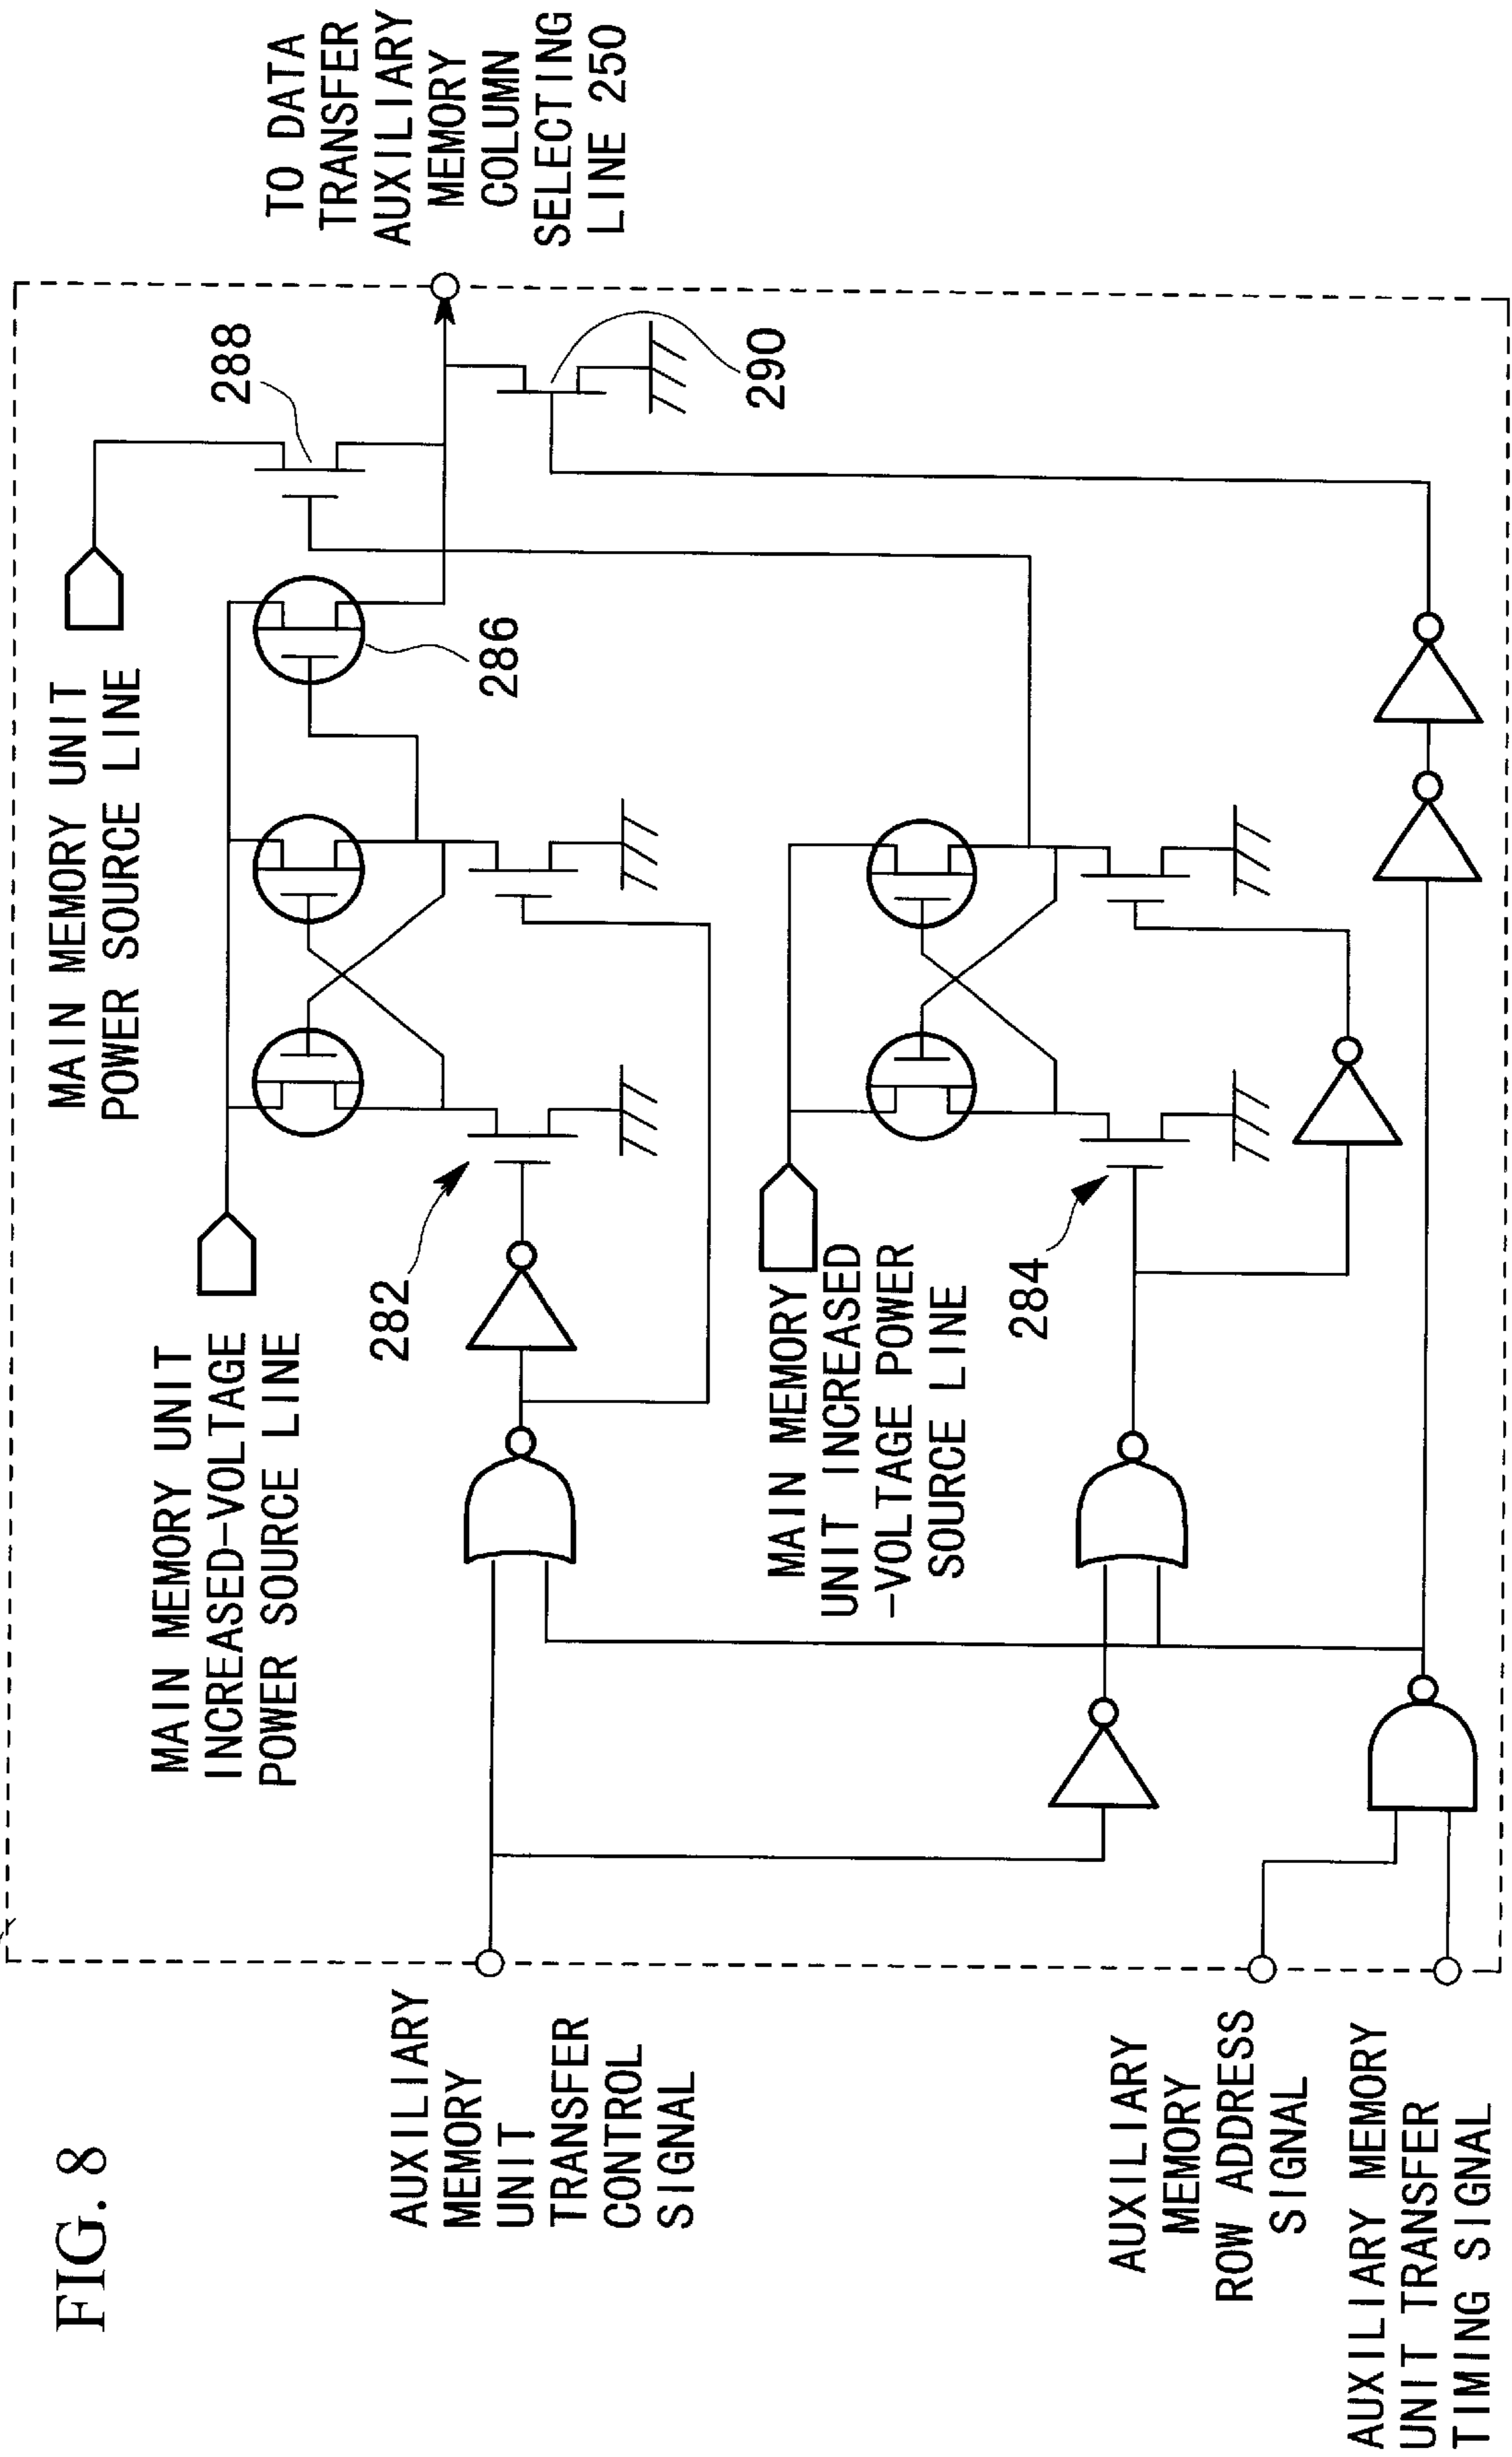 FIG. 8
MAIN MEMORY UNIT
POWER SOURCE LINE
MAIN MEMORY UNIT
INCREASED-VOLTAGE
POWER SOURCE LINE
288
286
282
TO DATA
TRANSFER
AUXILIARY
MEMORY
COLUMN
SELECTING
LINE 250
290
AUXILIARY
MEMORY
UNIT
TRANSFER
CONTROL
SIGNAL
MAIN MEMORY
UNIT INCREASED
-VOLTAGE POWER
SOURCE LINE
284
AUXILIARY
MEMORY
ROW ADDRESS
SIGNAL
AUXILIARY MEMORY
UNIT TRANSFER
TIMING SIGNAL